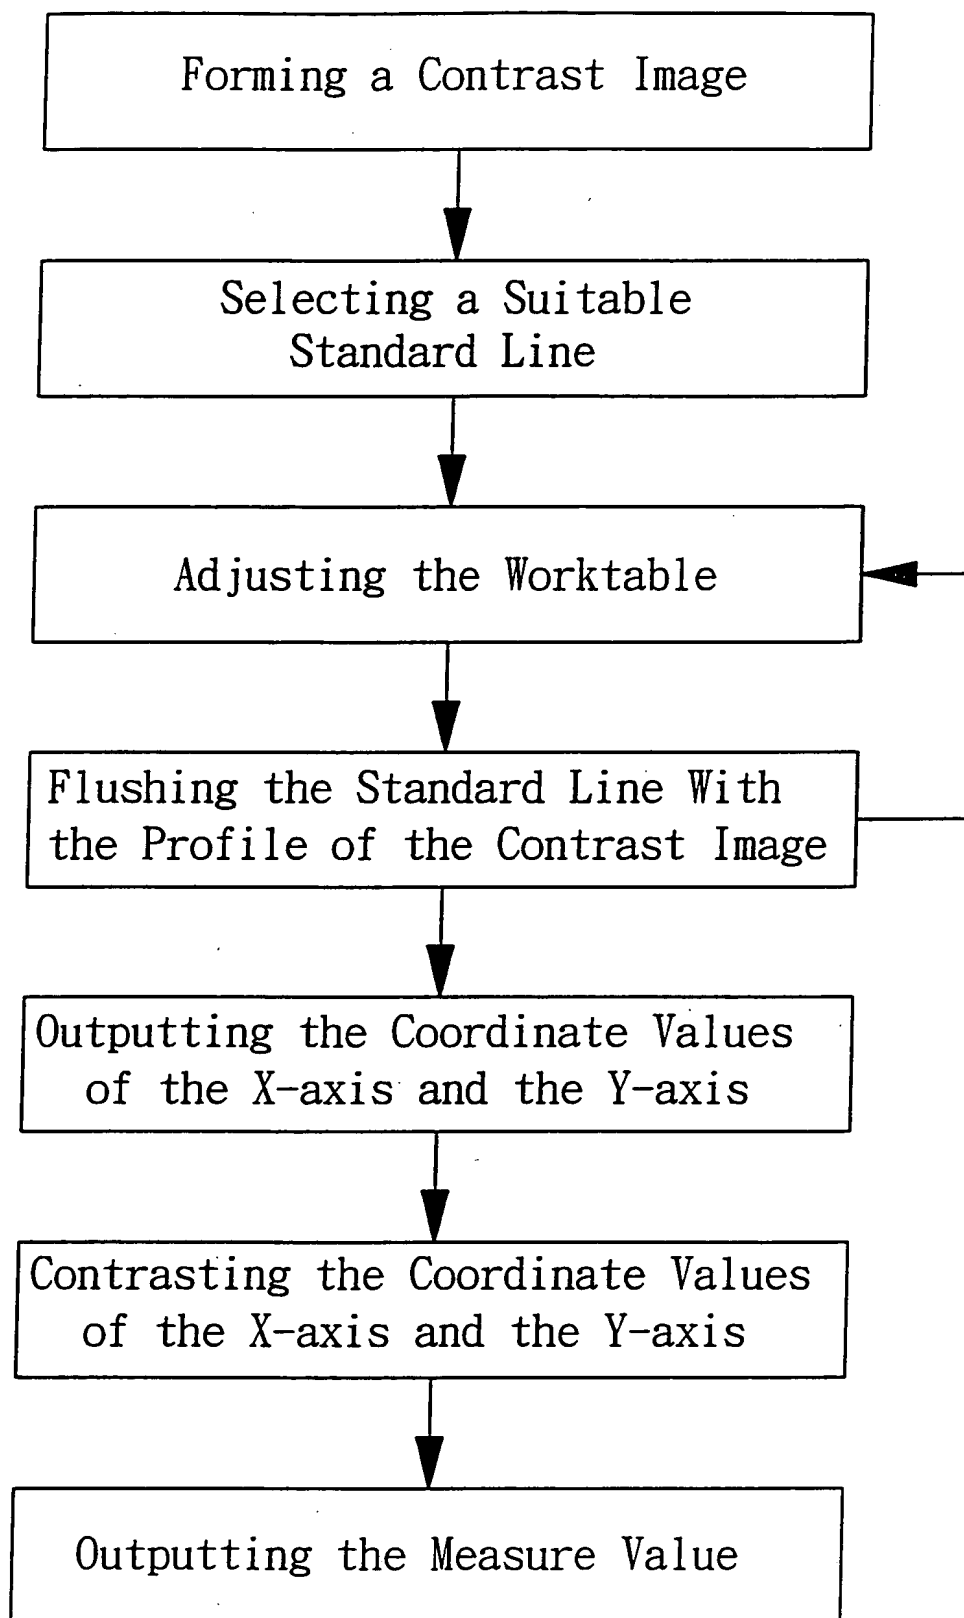 Forming a Contrast Image
Selecting a Suitable
Standard Line
Adjusting the Worktable
Flushing the Standard Line With
the Profile of the Contrast Image
Outputting the Coordinate Values
of the X-axis and the Y-axis
Contrasting the Coordinate Values
of the X-axis and the Y-axis
Outputting the Measure Value